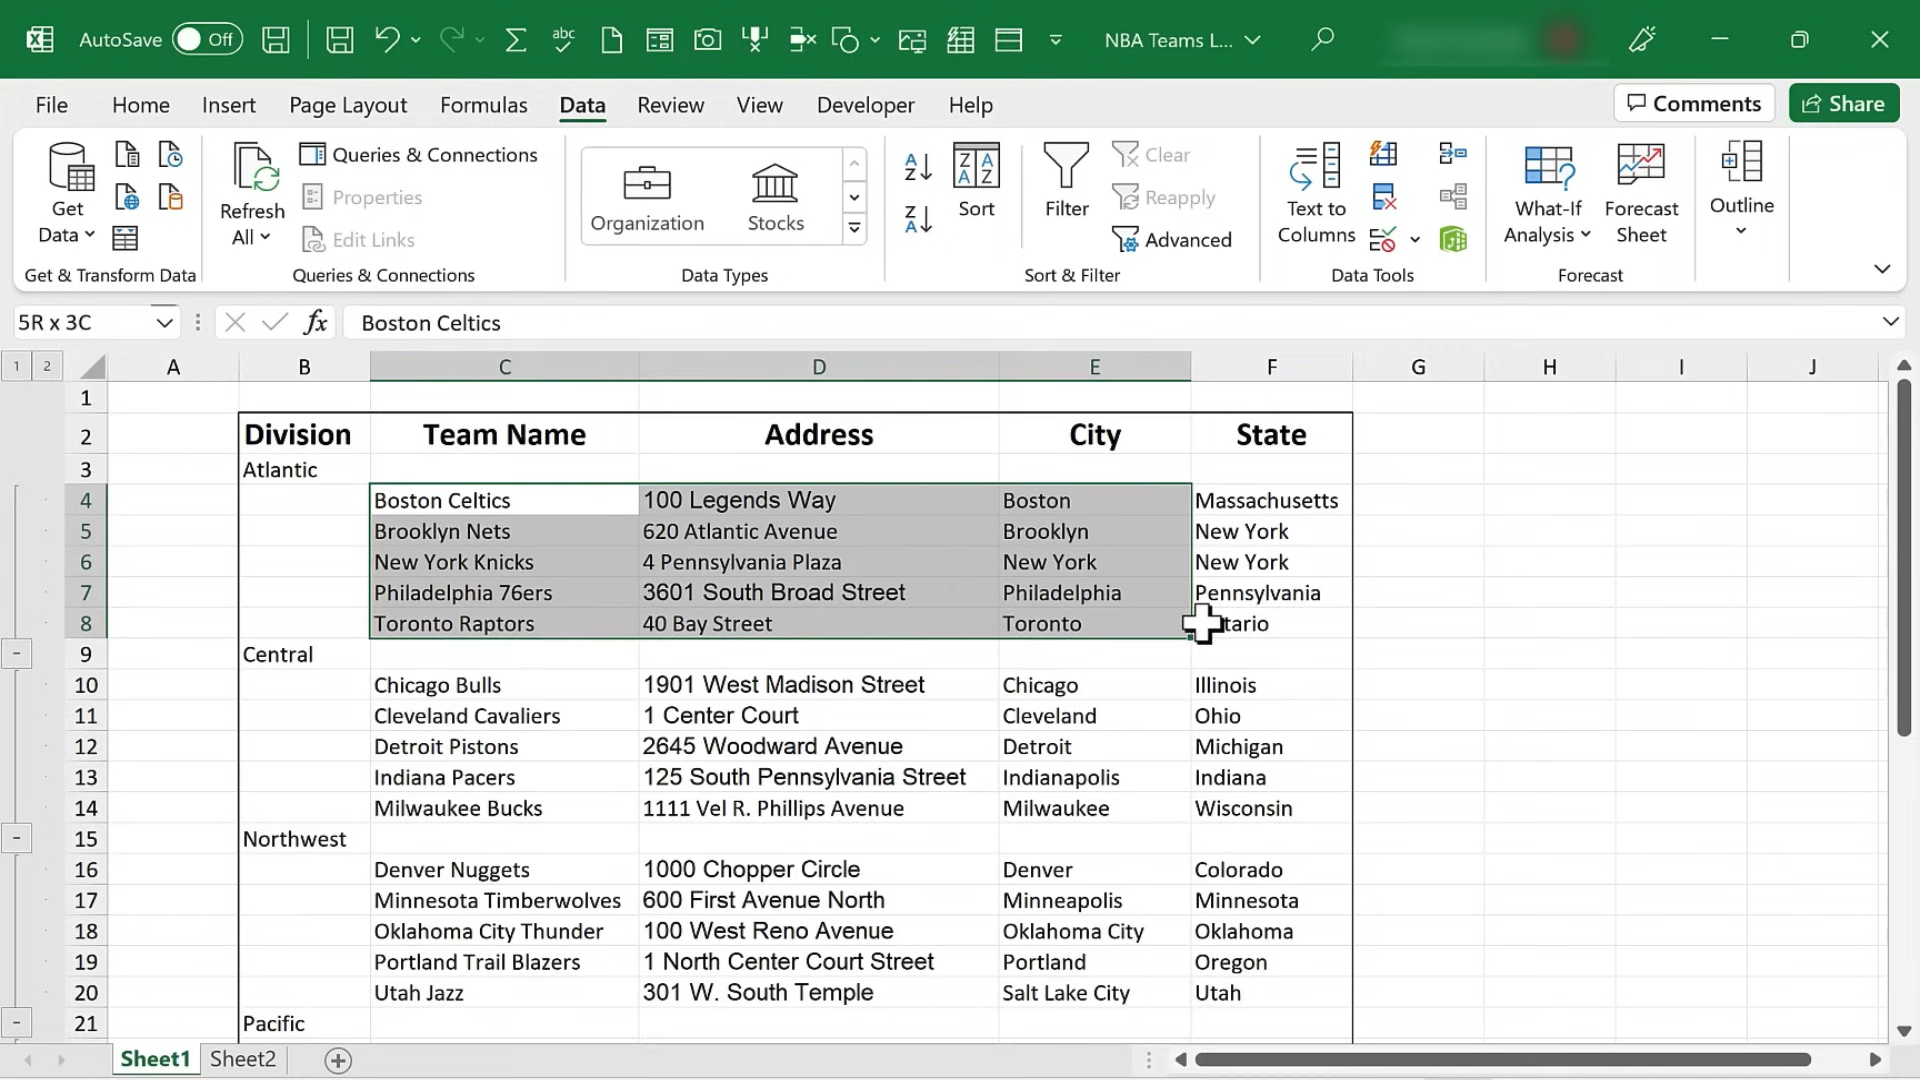 AutoSave Off abc NBA Teams L...
File Home Insert Page Layout Formulas Data Review View Developer Help Comments Share
Get Data
Refresh All
Queries & Connections
Properties
Edit Links
Organization
Stocks
Sort
Filter
Clear
Reapply
Advanced
Text to Columns
What-If Analysis
Forecast Sheet
Outline
Get & Transform Data Queries & Connections Data Types Sort & Filter Data Tools Forecast
5R x 3C fx Boston Celtics
1 2 A B C D E F G H I J
1
2 Division Team Name Address City State
3 Atlantic
4 Boston Celtics 100 Legends Way Boston Massachusetts
5 Brooklyn Nets 620 Atlantic Avenue Brooklyn New York
6 New York Knicks 4 Pennsylvania Plaza New York New York
7 Philadelphia 76ers 3601 South Broad Street Philadelphia Pennsylvania
8 Toronto Raptors 40 Bay Street Toronto tario
9 Central
10 Chicago Bulls 1901 West Madison Street Chicago Illinois
11 Cleveland Cavaliers 1 Center Court Cleveland Ohio
12 Detroit Pistons 2645 Woodward Avenue Detroit Michigan
13 Indiana Pacers 125 South Pennsylvania Street Indianapolis Indiana
14 Milwaukee Bucks 1111 Vel R. Phillips Avenue Milwaukee Wisconsin
15 Northwest
16 Denver Nuggets 1000 Chopper Circle Denver Colorado
17 Minnesota Timberwolves 600 First Avenue North Minneapolis Minnesota
18 Oklahoma City Thunder 100 West Reno Avenue Oklahoma City Oklahoma
19 Portland Trail Blazers 1 North Center Court Street Portland Oregon
20 Utah Jazz 301 W. South Temple Salt Lake City Utah
21 Pacific
Sheet1 Sheet2